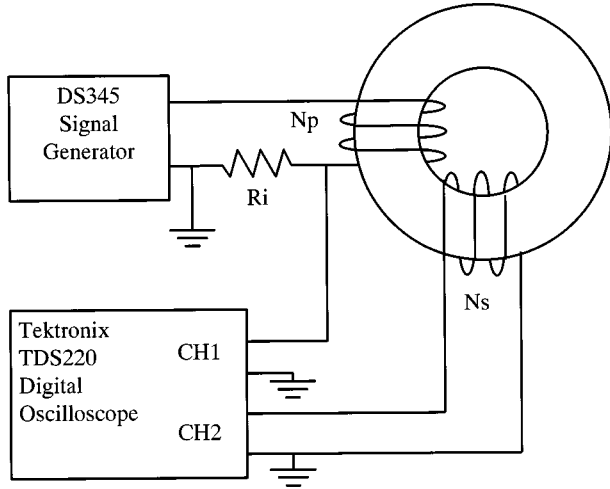 DS345
Signal
Generator
Np
Ri
Ns
Tektronix
TDS220
Digital
Oscilloscope
CH1
CH2